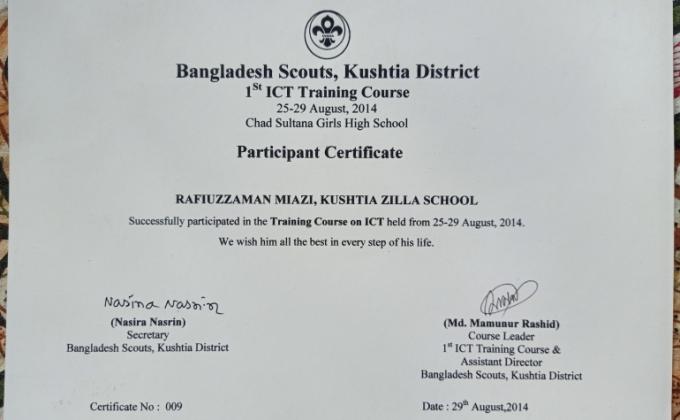 Bangladesh Scouts, Kushtia District
1St ICT Training Course
25-29 August, 2014
Chad Sultana Girls High School
Participant Certificate
RAFIUZZAMAN MIAZI, KUSHTIA ZILLA SCHOOL
Successfully participated in the Training Course on ICT held from 25-29 August, 2014.
We wish him all the best in every step of his life.
Nasima Nasrin
(Nasira Nasrin)
Secretary
Bangladesh Scouts, Kushtia District
(Md. Mamunur Rashid)
Course Leader
1st ICT Training Course &
Assistant Director
Bangladesh Scouts, Kushtia District
Certificate No : 009
Date : 29th August,2014